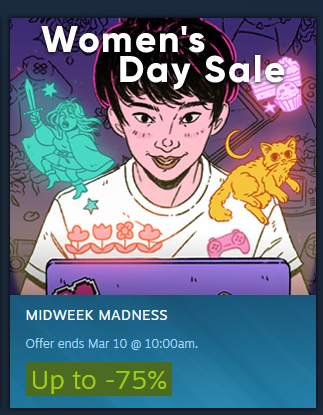 Women's
Day Sale
MIDWEEK MADNESS
Offer ends Mar 10 @ 10:00am.
Up to -75%